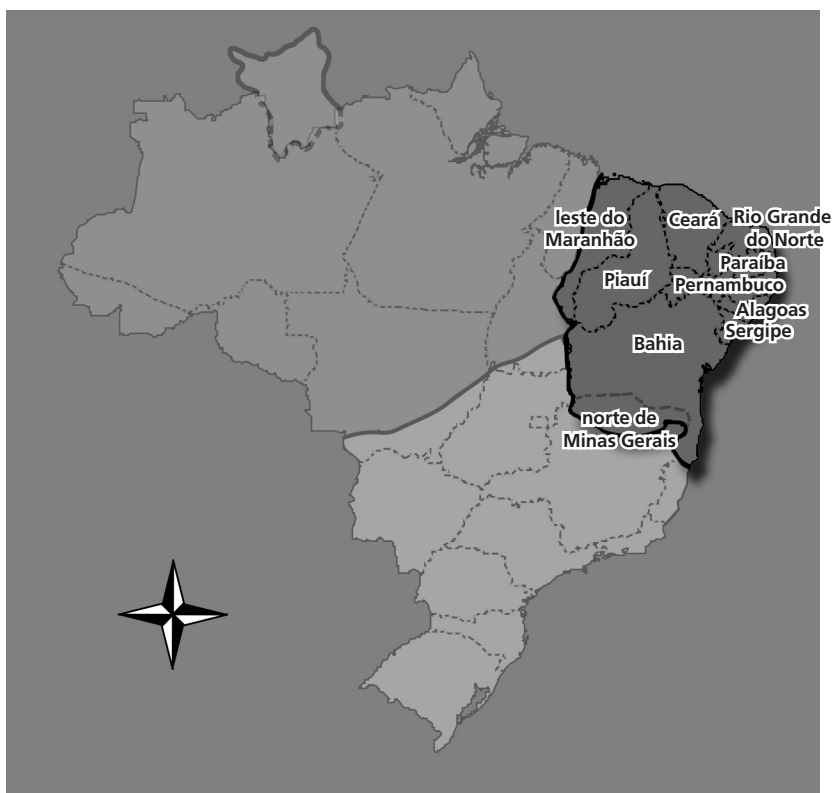 leste do
Maranhão
Ceará
Rio Grande
do Norte
Paraíba
Piauí
Pernambuco
Alagoas
Sergipe
Bahia
norte de
Minas Gerais